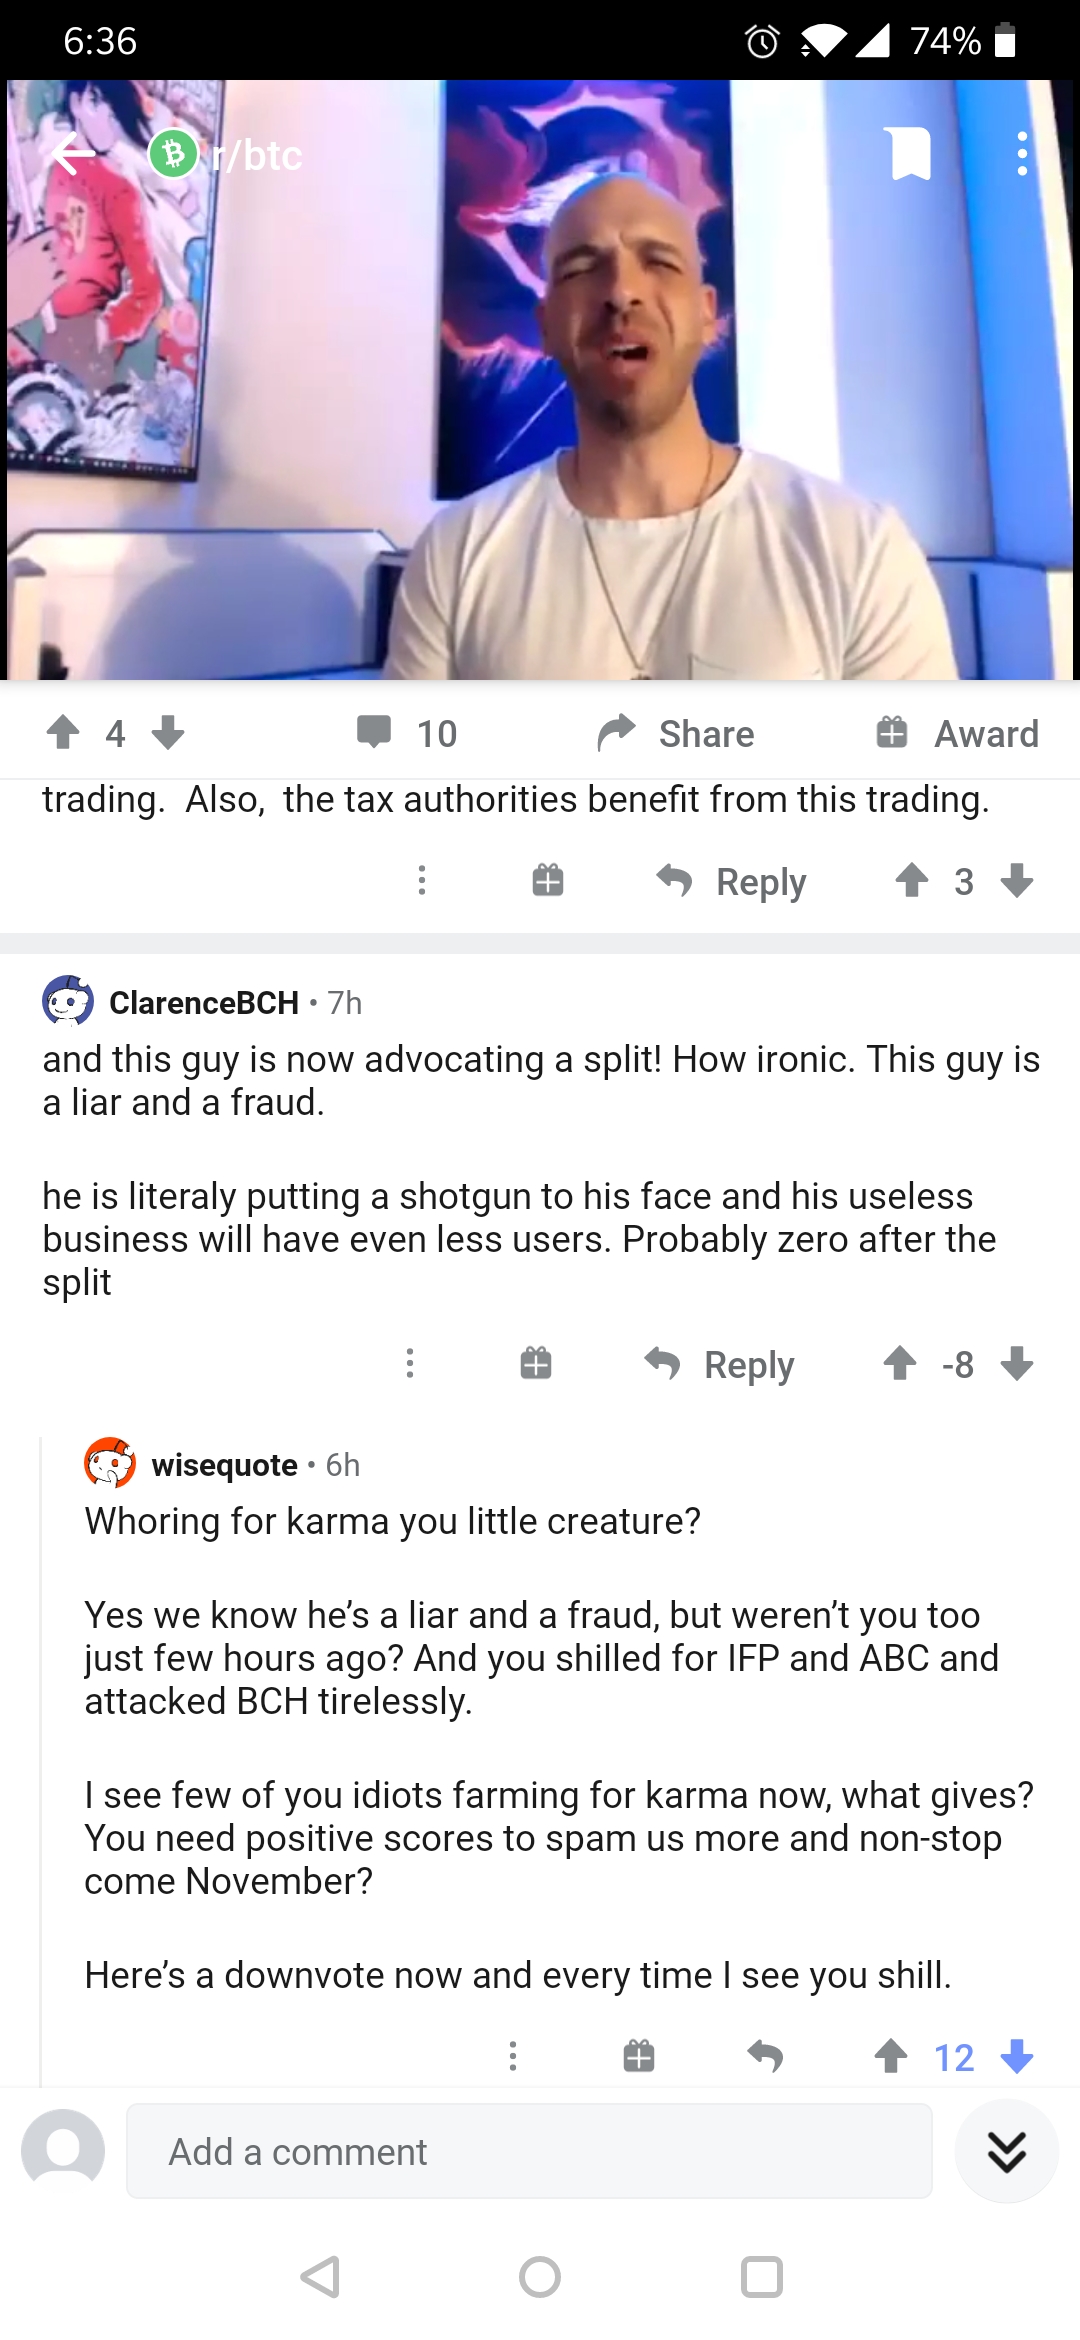 6:36
74%
r/btc
4
10
Share
Award
trading.  Also,  the tax authorities benefit from this trading.
Reply
3
ClarenceBCH • 7h
and this guy is now advocating a split! How ironic. This guy is
a liar and a fraud.
he is literaly putting a shotgun to his face and his useless
business will have even less users. Probably zero after the
split
Reply
-8
wisequote • 6h
Whoring for karma you little creature?
Yes we know he’s a liar and a fraud, but weren’t you too
just few hours ago? And you shilled for IFP and ABC and
attacked BCH tirelessly.
I see few of you idiots farming for karma now, what gives?
You need positive scores to spam us more and non-stop
come November?
Here’s a downvote now and every time I see you shill.
12
Add a comment